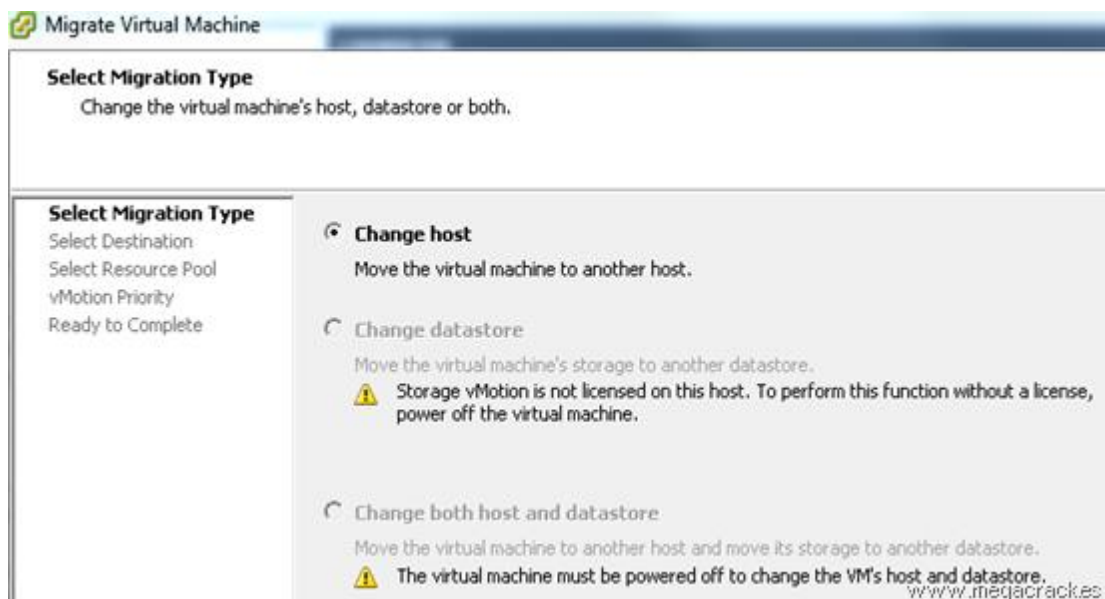 Migrate Virtual Machine
Select Migration Type
Change the virtual machine's host, datastore or both.
Select Migration Type
Select Destination
Select Resource Pool
vMotion Priority
Ready to Complete
Change host
Move the virtual machine to another host.
Change datastore
Move the virtual machine's storage to another datastore.
Storage vMotion is not licensed on this host. To perform this function without a license,
power off the virtual machine.
Change both host and datastore
Move the virtual machine to another host and move its storage to another datastore.
The virtual machine must be powered off to change the VM's host and datastore.
www.megacrack.es